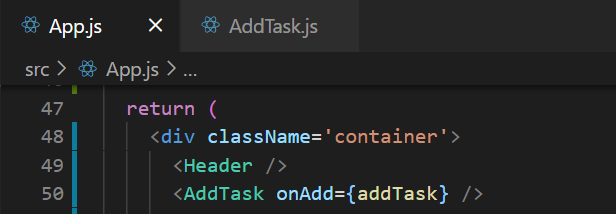 App.js × AddTask.js
src > App.js > ...
47 return (
48 <div className='container'>
49 <Header />
50 <AddTask onAdd={addTask} />